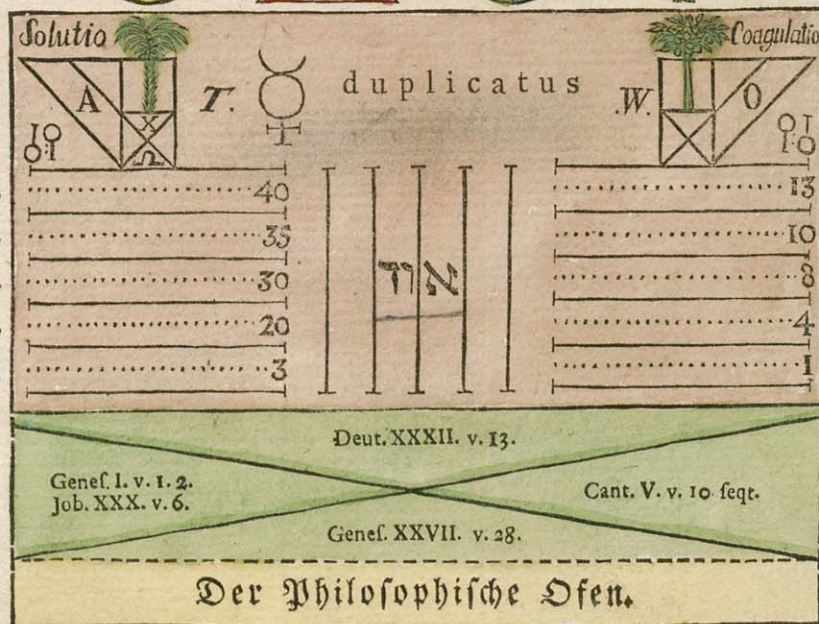 Solutio Coagulatio
A T. ☿ duplicatus .W. O
X
Ω
40 13
35 10
אור
30 8
20 4
3 1
Deut. XXXII. v. 13.
Geneſ. I. v. 1. 2.
Job. XXX. v. 6.
Cant. V. v. 10 ſeqt.
Geneſ. XXVII. v. 28.
Der Philoſophiſche Ofen.